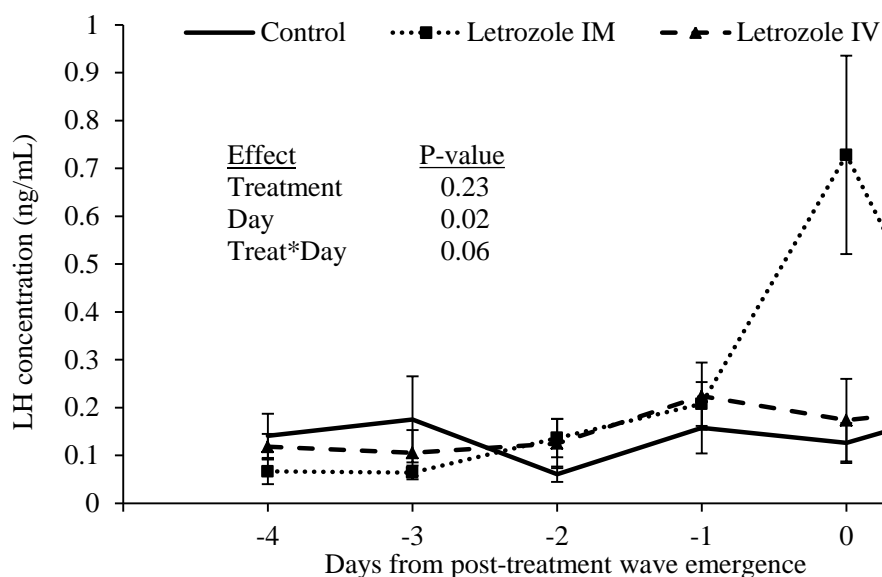 1
Control
Letrozole IM
Letrozole IV
0.9
0.8
0.7
0.6
0.5
0.4
0.3
0.2
0.1
0
LH concentration (ng/mL)
Effect P-value
Treatment 0.23
Day 0.02
Treat*Day 0.06
-4 -3 -2 -1 0
Days from post-treatment wave emergence